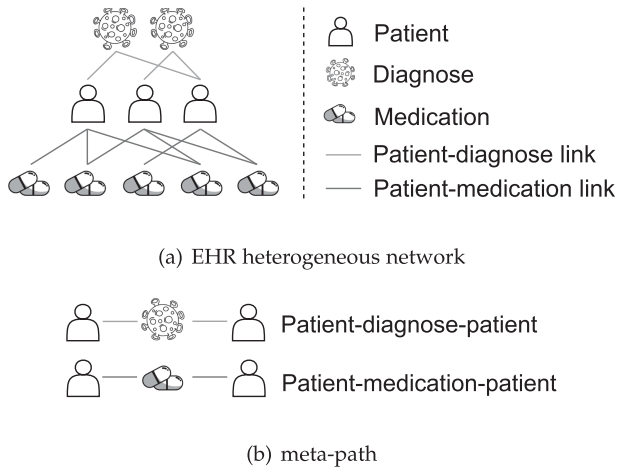 Patient
Diagnose
Medication
Patient-diagnose link
Patient-medication link
(a) EHR heterogeneous network
Patient-diagnose-patient
Patient-medication-patient
(b) meta-path